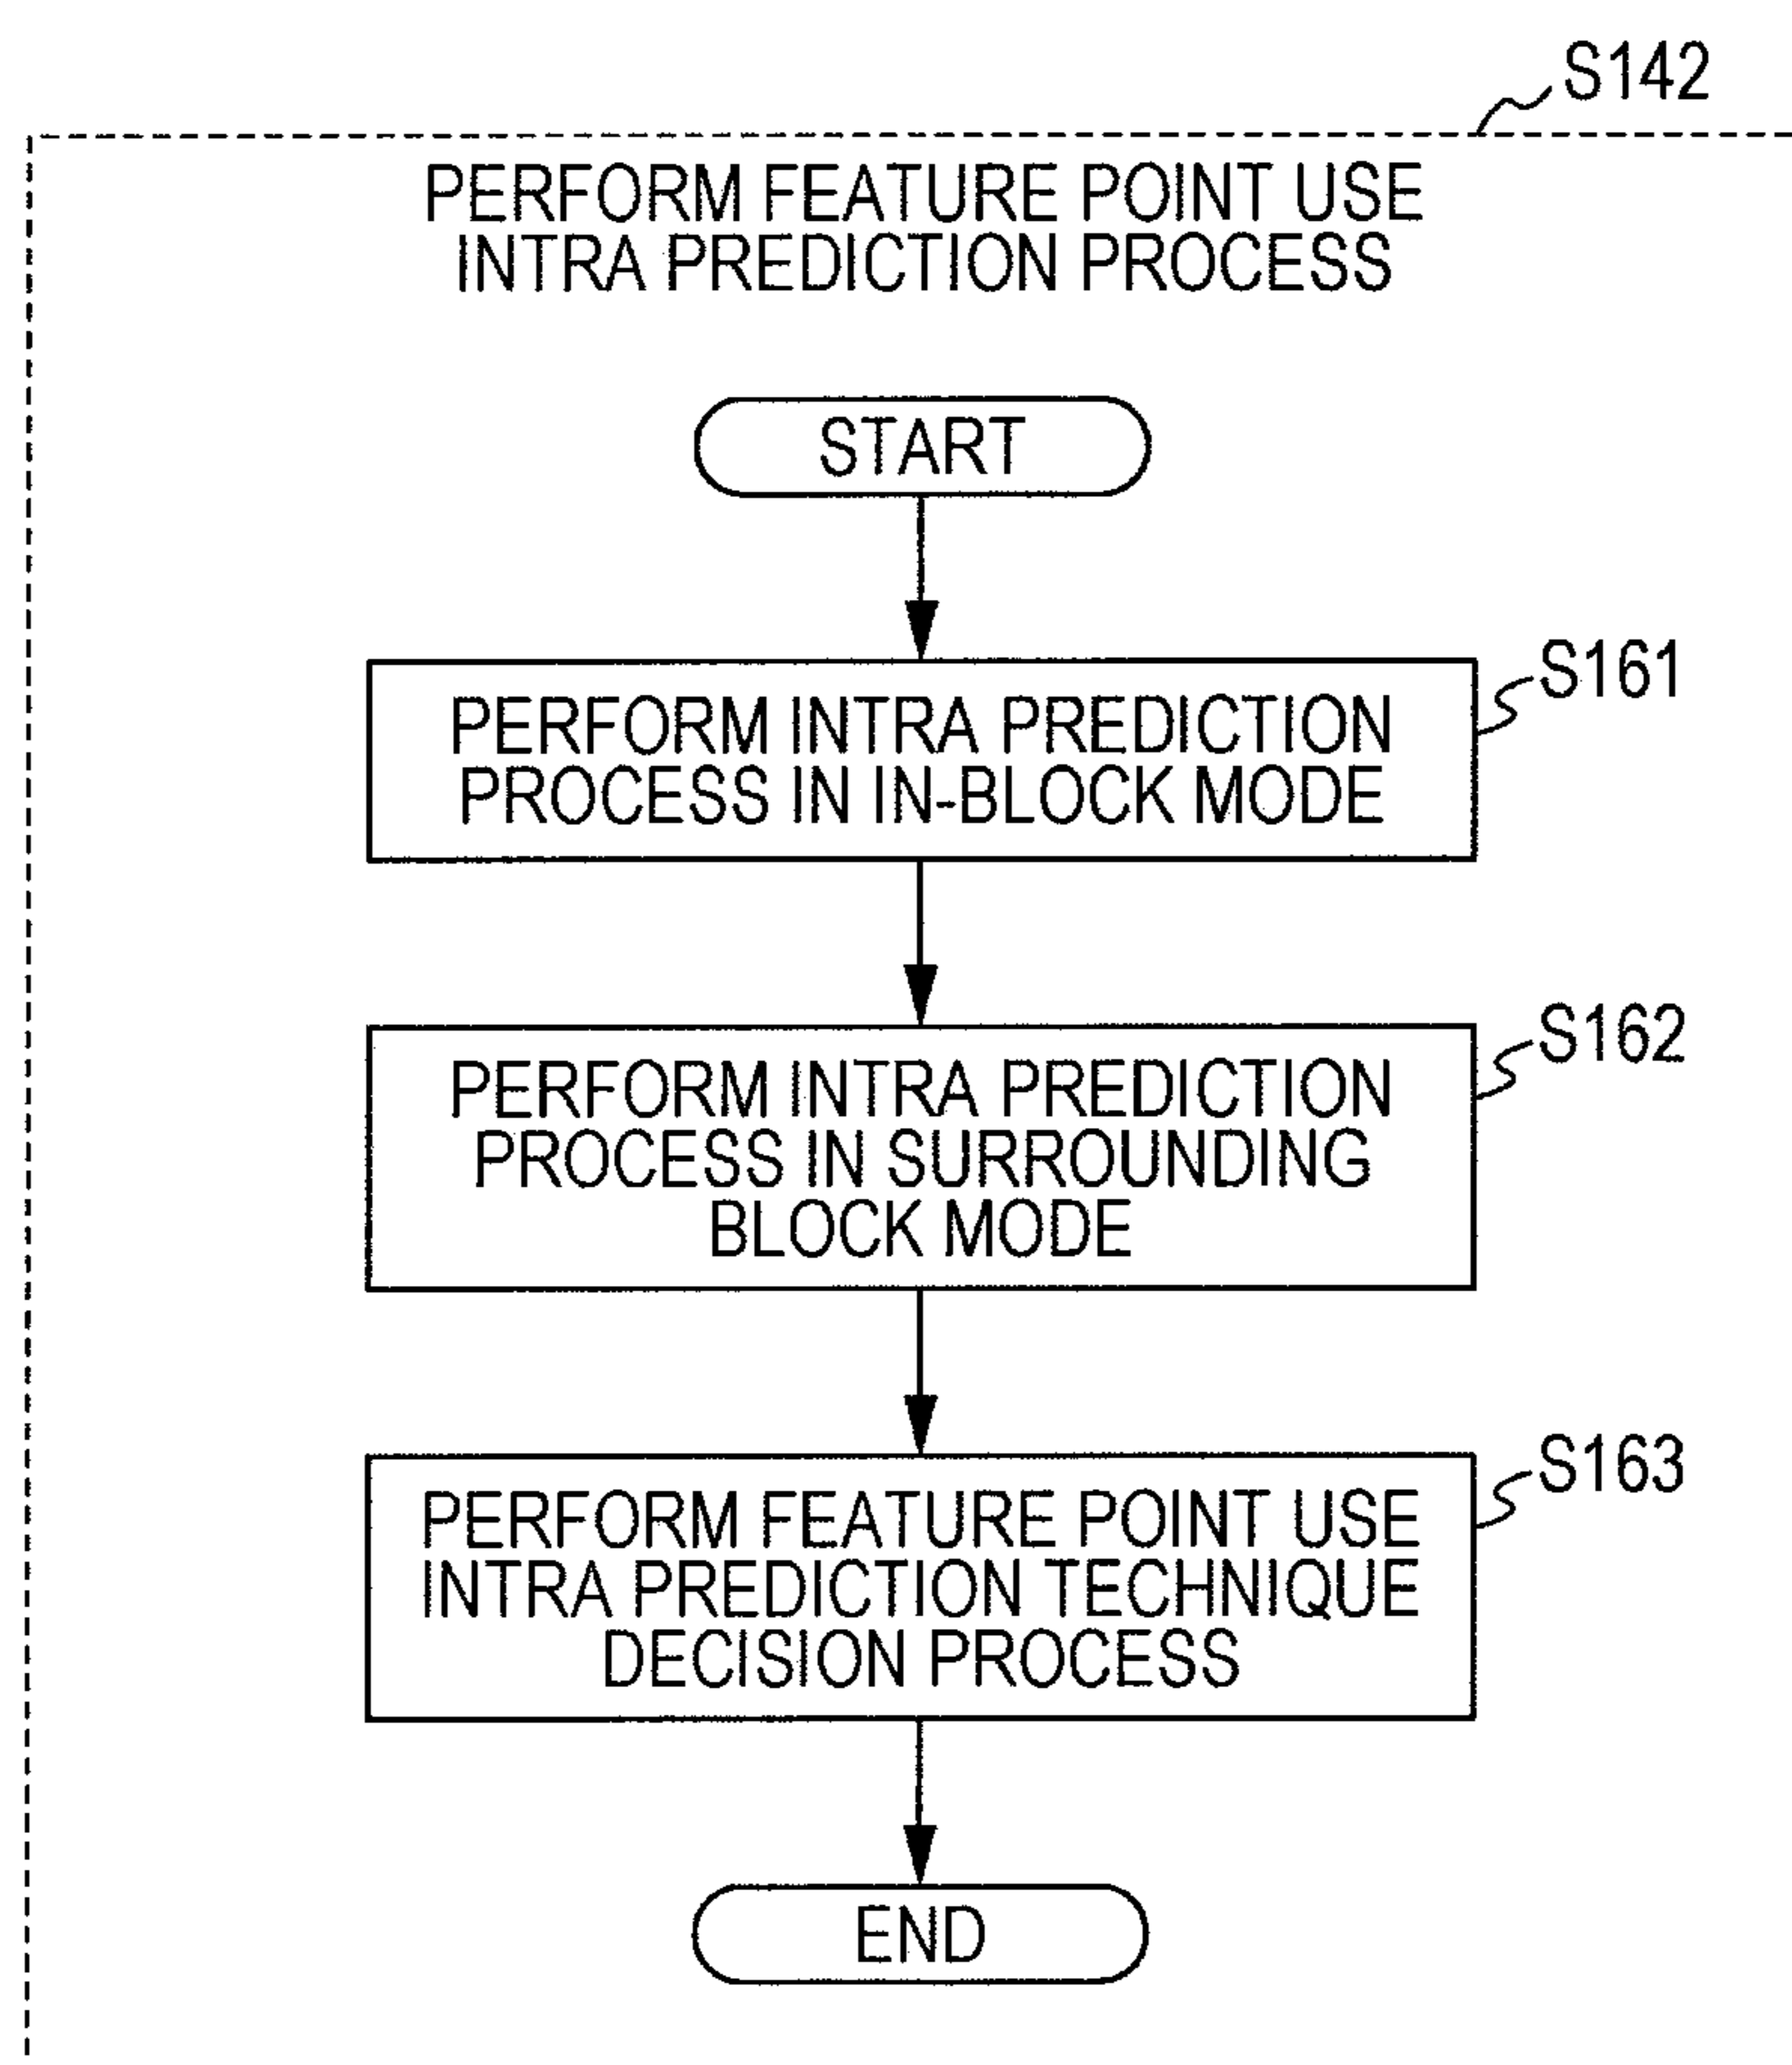 S142
PERFORM FEATURE POINT USE
INTRA PREDICTION PROCESS
START
S161
PERFORM INTRA PREDICTION
PROCESS IN IN-BLOCK MODE
S162
PERFORM INTRA PREDICTION
PROCESS IN SURROUNDING
BLOCK MODE
S163
PERFORM FEATURE POINT USE
INTRA PREDICTION TECHNIQUE
DECISION PROCESS
END